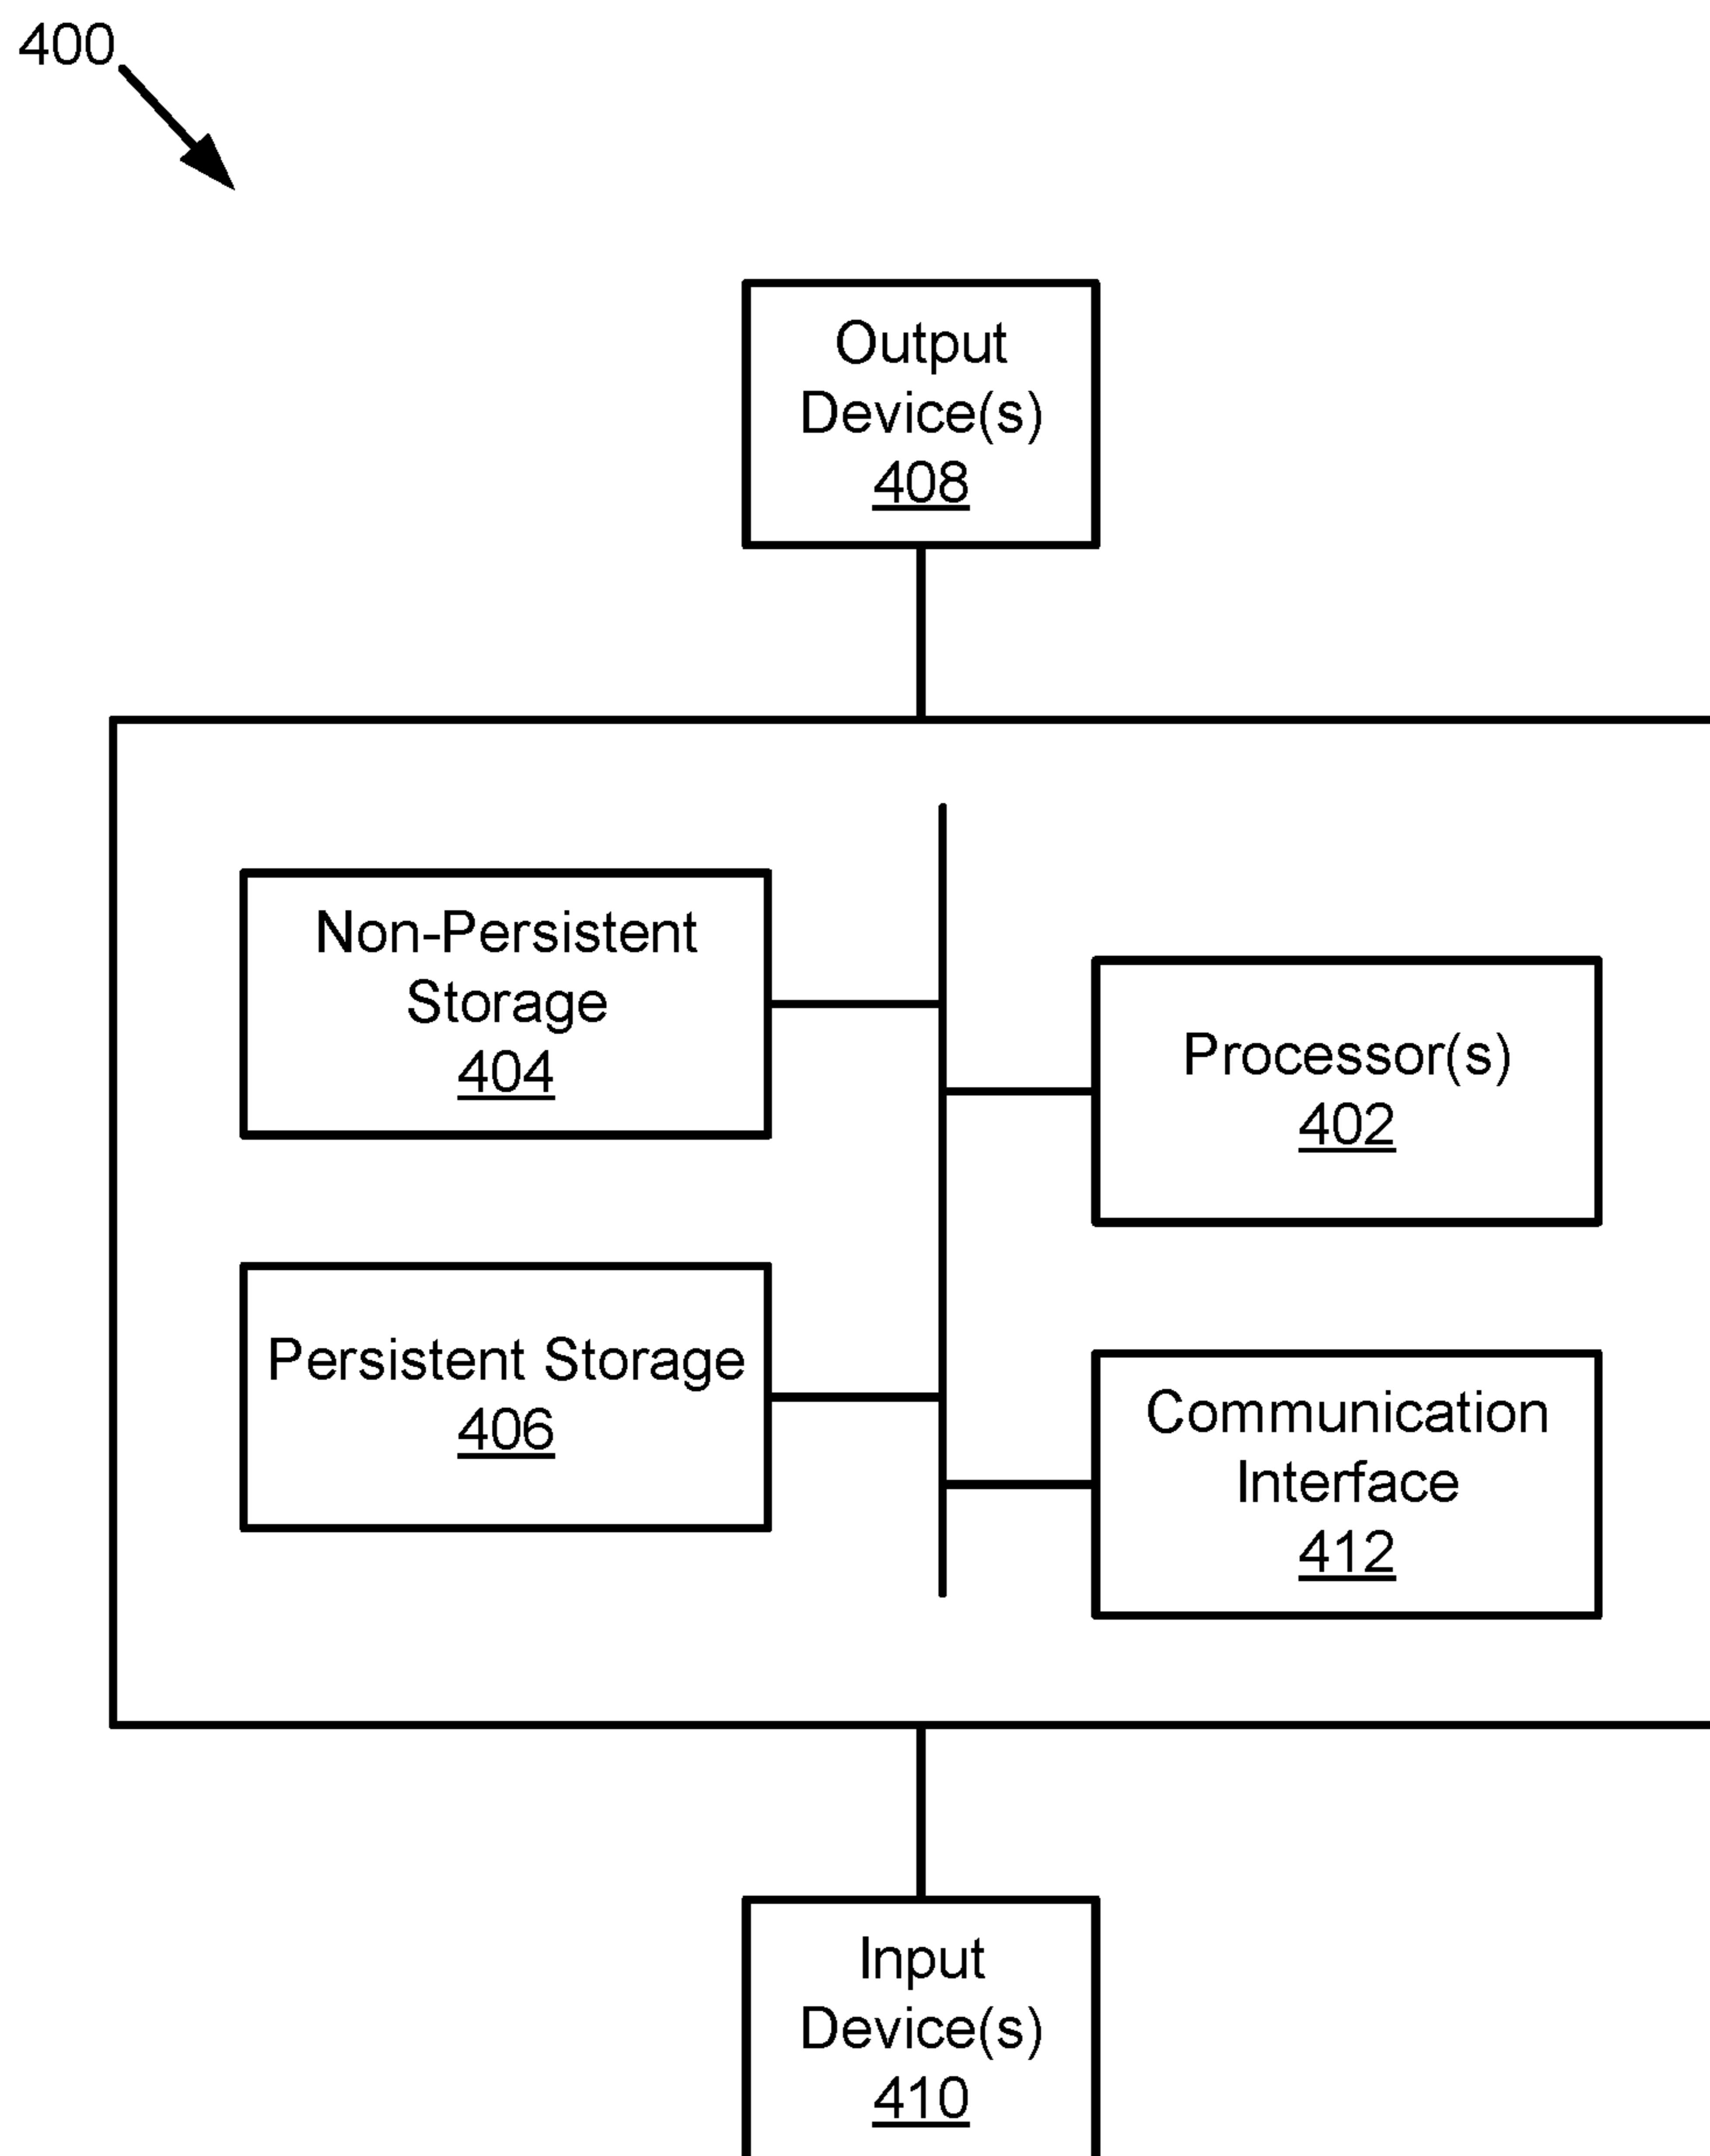 400
Output
Device(s)
408
Non-Persistent
Storage
404
Processor(s)
402
Persistent Storage
406
Communication
Interface
412
Input
Device(s)
410